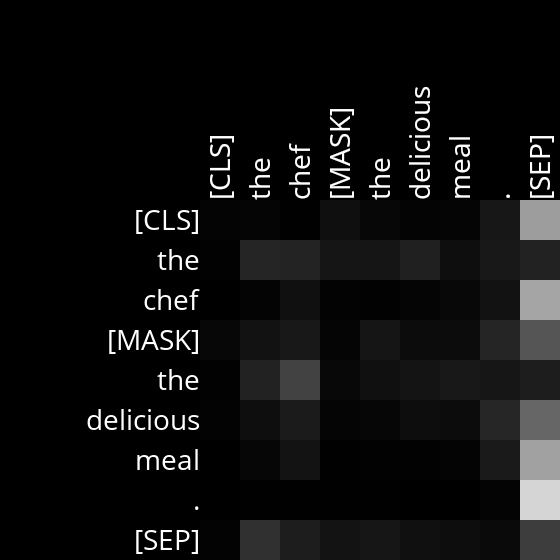 [CLS] the chef [MASK] the delicious meal . [SEP]
[CLS]
the
chef
[MASK]
the
delicious
meal
.
[SEP]